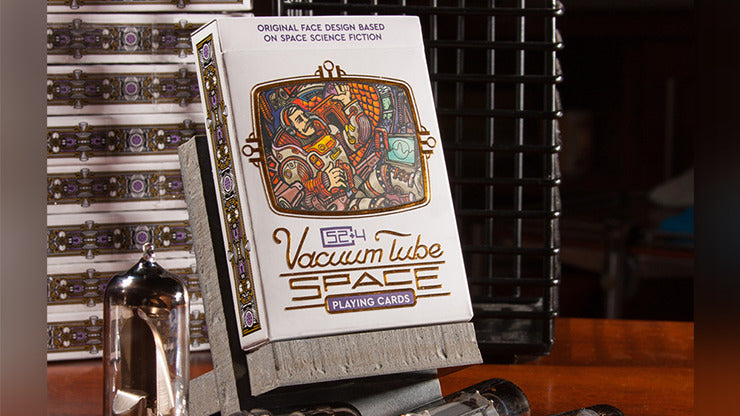 ORIGINAL FACE DESIGN BASED
ON SPACE SCIENCE FICTION
52+4
Vacuum Tube
SPACE
PLAYING CARDS